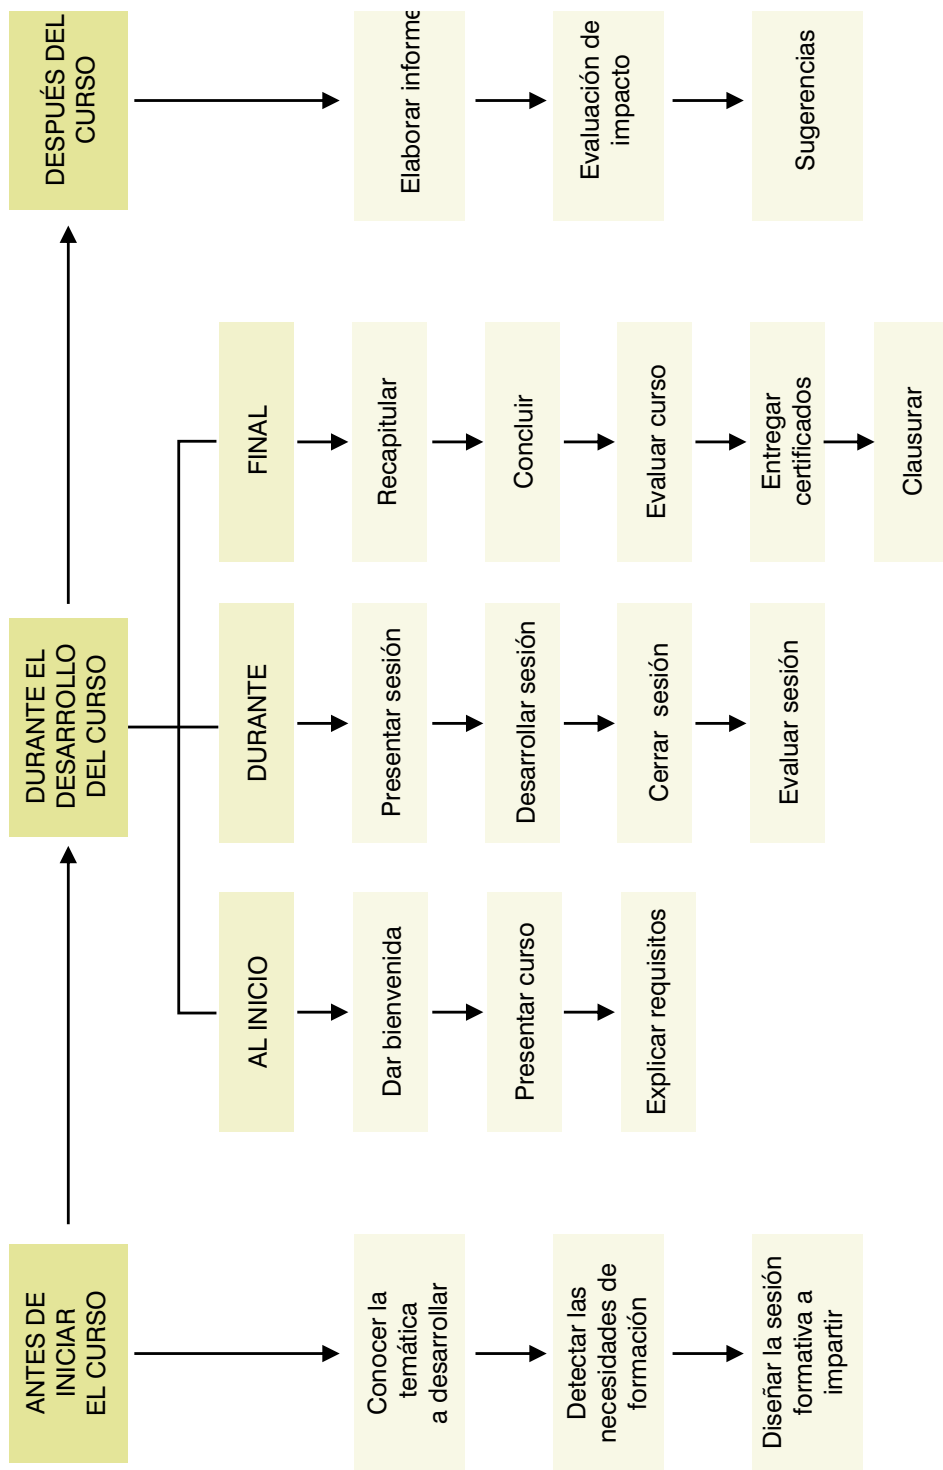 ANTES DE
INICIAR
EL CURSO
Conocer la
temática
a desarrollar
Detectar las
necesidades de
formación
Diseñar la sesión
formativa a
impartir
DURANTE EL
DESARROLLO
DEL CURSO
AL INICIO
Dar bienvenida
Presentar curso
Explicar requisitos
DURANTE
Presentar sesión
Desarrollar sesión
Cerrar sesión
Evaluar sesión
FINAL
Recapitular
Concluir
Evaluar curso
Entregar
certificados
Clausurar
DESPUÉS DEL
CURSO
Elaborar informe
Evaluación de
impacto
Sugerencias